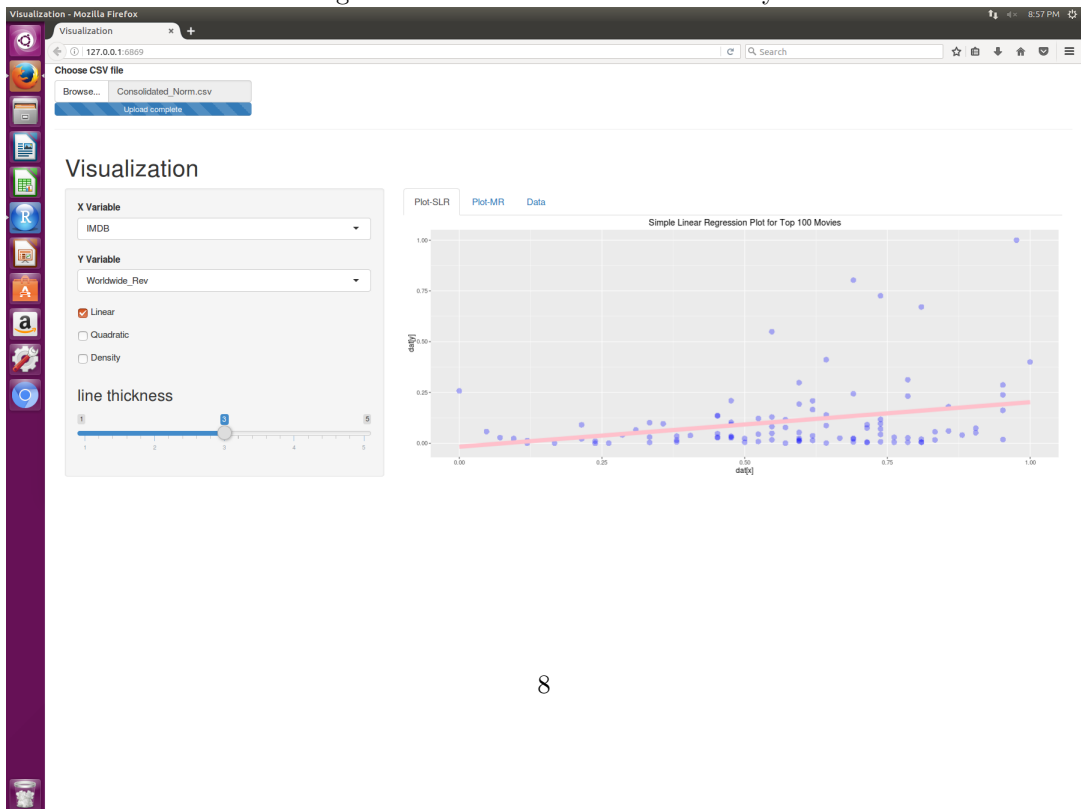 Visualization - Mozilla Firefox
8:57 PM
Visualization × +
127.0.0.1:6869
Search
Choose CSV file
Browse... Consolidated_Norm.csv
Upload complete
Visualization
X Variable
IMDB
Y Variable
Worldwide_Rev
Linear
Quadratic
Density
line thickness
1 3 5
1 2 3 4 5
Plot-SLR Plot-MR Data
Simple Linear Regression Plot for Top 100 Movies
1.00
0.75
0.50
0.25
0.00
dat[y]
0.00 0.25 0.50 0.75 1.00
dat[x]
8